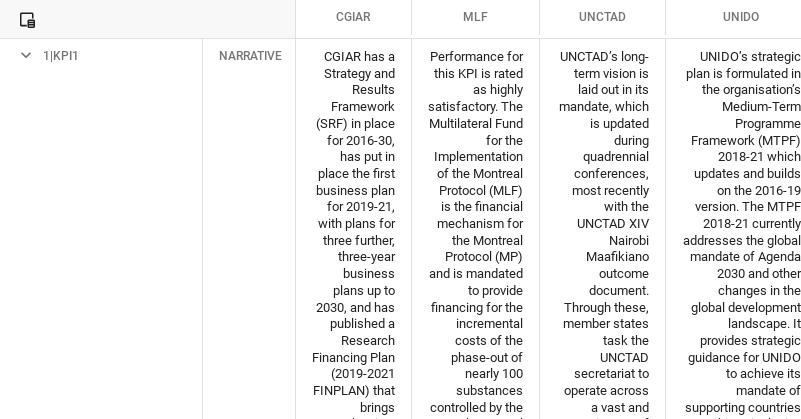 CGIAR
MLF
UNCTAD
UNIDO
1|KPI1
NARRATIVE
CGIAR has a
Strategy and
Results
Framework
(SRF) in place
for 2016-30,
has put in
place the first
business plan
for 2019-21,
with plans for
three further,
three-year
business
plans up to
2030, and has
published a
Research
Financing Plan
(2019-2021
FINPLAN) that
brings
Performance for
this KPI is rated
as highly
satisfactory. The
Multilateral Fund
for the
Implementation
of the Montreal
Protocol (MLF)
is the financial
mechanism for
the Montreal
Protocol (MP)
and is mandated
to provide
financing for the
incremental
costs of the
phase-out of
nearly 100
substances
controlled by the
UNCTAD’s long-
term vision is
laid out in its
mandate, which
is updated
during
quadrennial
conferences,
most recently
with the
UNCTAD XIV
Nairobi
Maafikiano
outcome
document.
Through these,
member states
task the
UNCTAD
secretariat to
operate across
a vast and
UNIDO’s strategic
plan is formulated in
the organisation’s
Medium-Term
Programme
Framework (MTPF)
2018-21 which
updates and builds
on the 2016-19
version. The MTPF
2018-21 currently
addresses the global
mandate of Agenda
2030 and other
changes in the
global development
landscape. It
provides strategic
guidance for UNIDO
to achieve its
mandate of
supporting countries